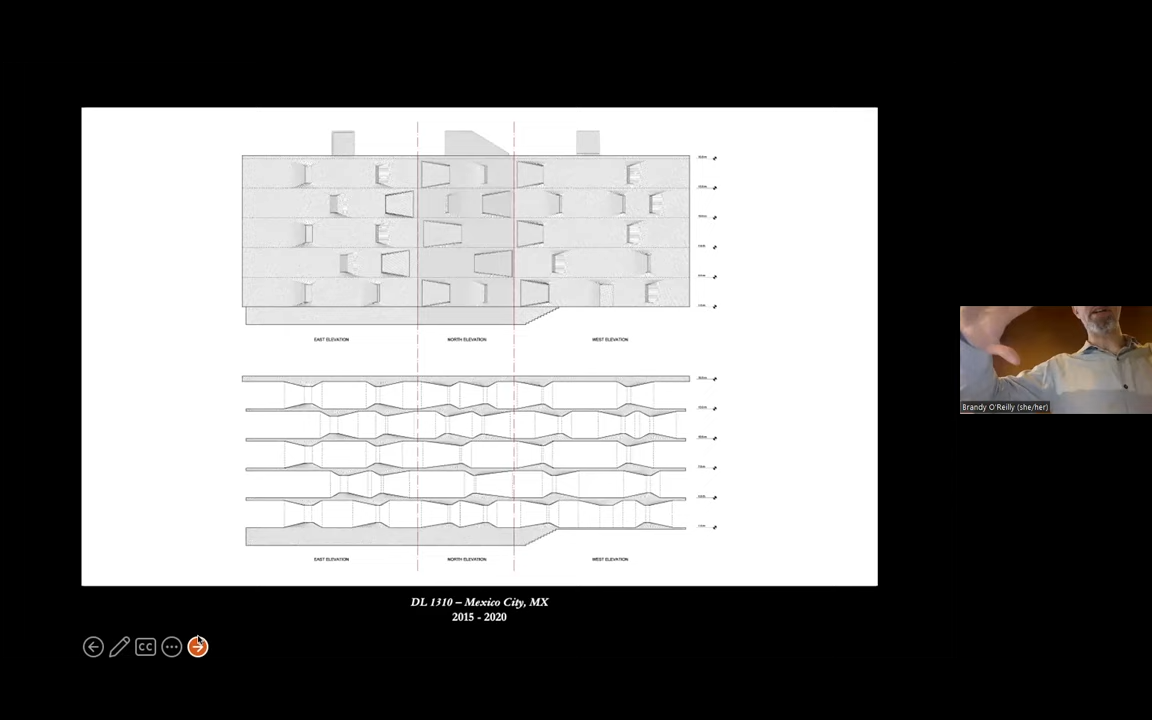 EAST ELEVATION
NORTH ELEVATION
WEST ELEVATION
EAST ELEVATION
NORTH ELEVATION
WEST ELEVATION
DL 1310 – Mexico City, MX
2015 - 2020
CC
Brandy O'Reilly (she/her)